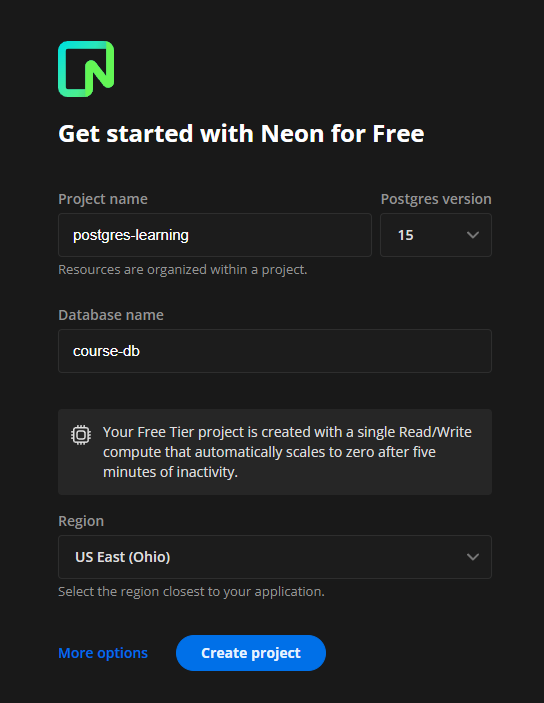 Get started with Neon for Free
Project name
Postgres version
postgres-learning
15
Resources are organized within a project.
Database name
course-db
Your Free Tier project is created with a single Read/Write
compute that automatically scales to zero after five
minutes of inactivity.
Region
US East (Ohio)
Select the region closest to your application.
More options
Create project